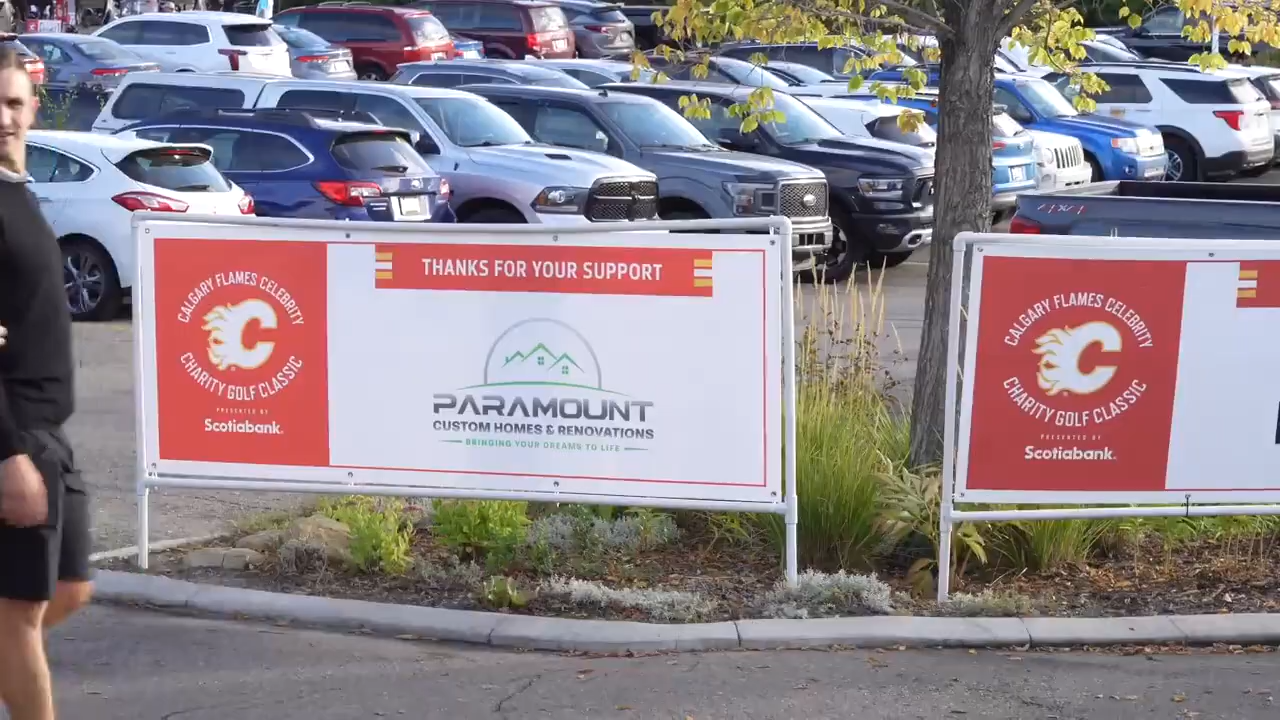 CALGARY FLAMES CELEBRITY
C
CHARITY GOLF CLASSIC
PRESENTED BY
Scotiabank.
THANKS FOR YOUR SUPPORT
PARAMOUNT
CUSTOM HOMES & RENOVATIONS
BRINGING YOUR DREAMS TO LIFE
4X4
CALGARY FLAMES CELEBRITY
C
CHARITY GOLF CLASSIC
PRESENTED BY
Scotiabank.